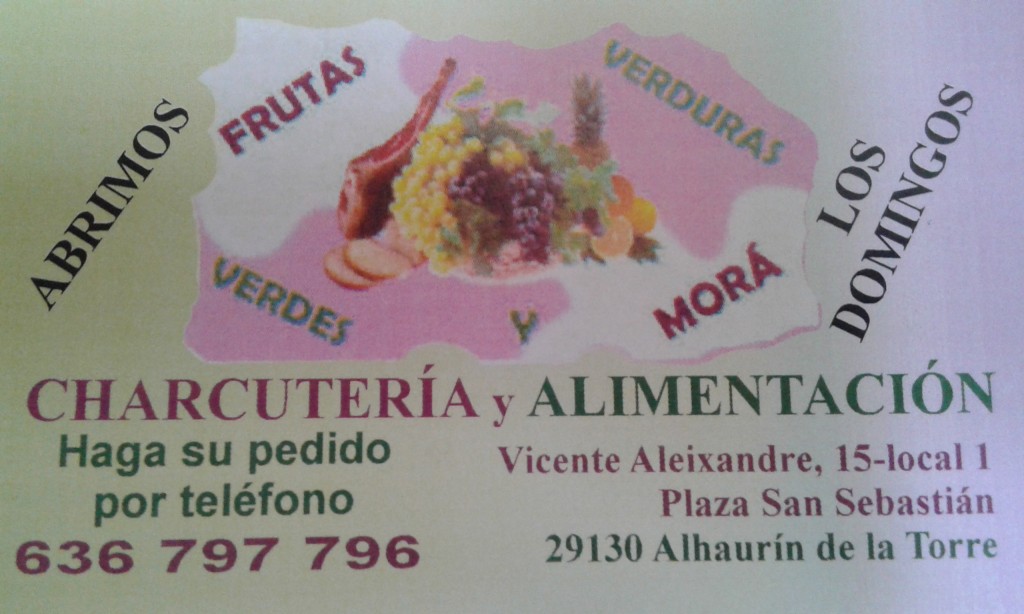 ABRIMOS
FRUTAS
VERDURAS
LOS
DOMINGOS
VERDES
Y
MORÁ
CHARCUTERÍA y ALIMENTACIÓN
Haga su pedido
por teléfono
636 797 796
Vicente Aleixandre, 15-local 1
Plaza San Sebastián
29130 Alhaurín de la Torre